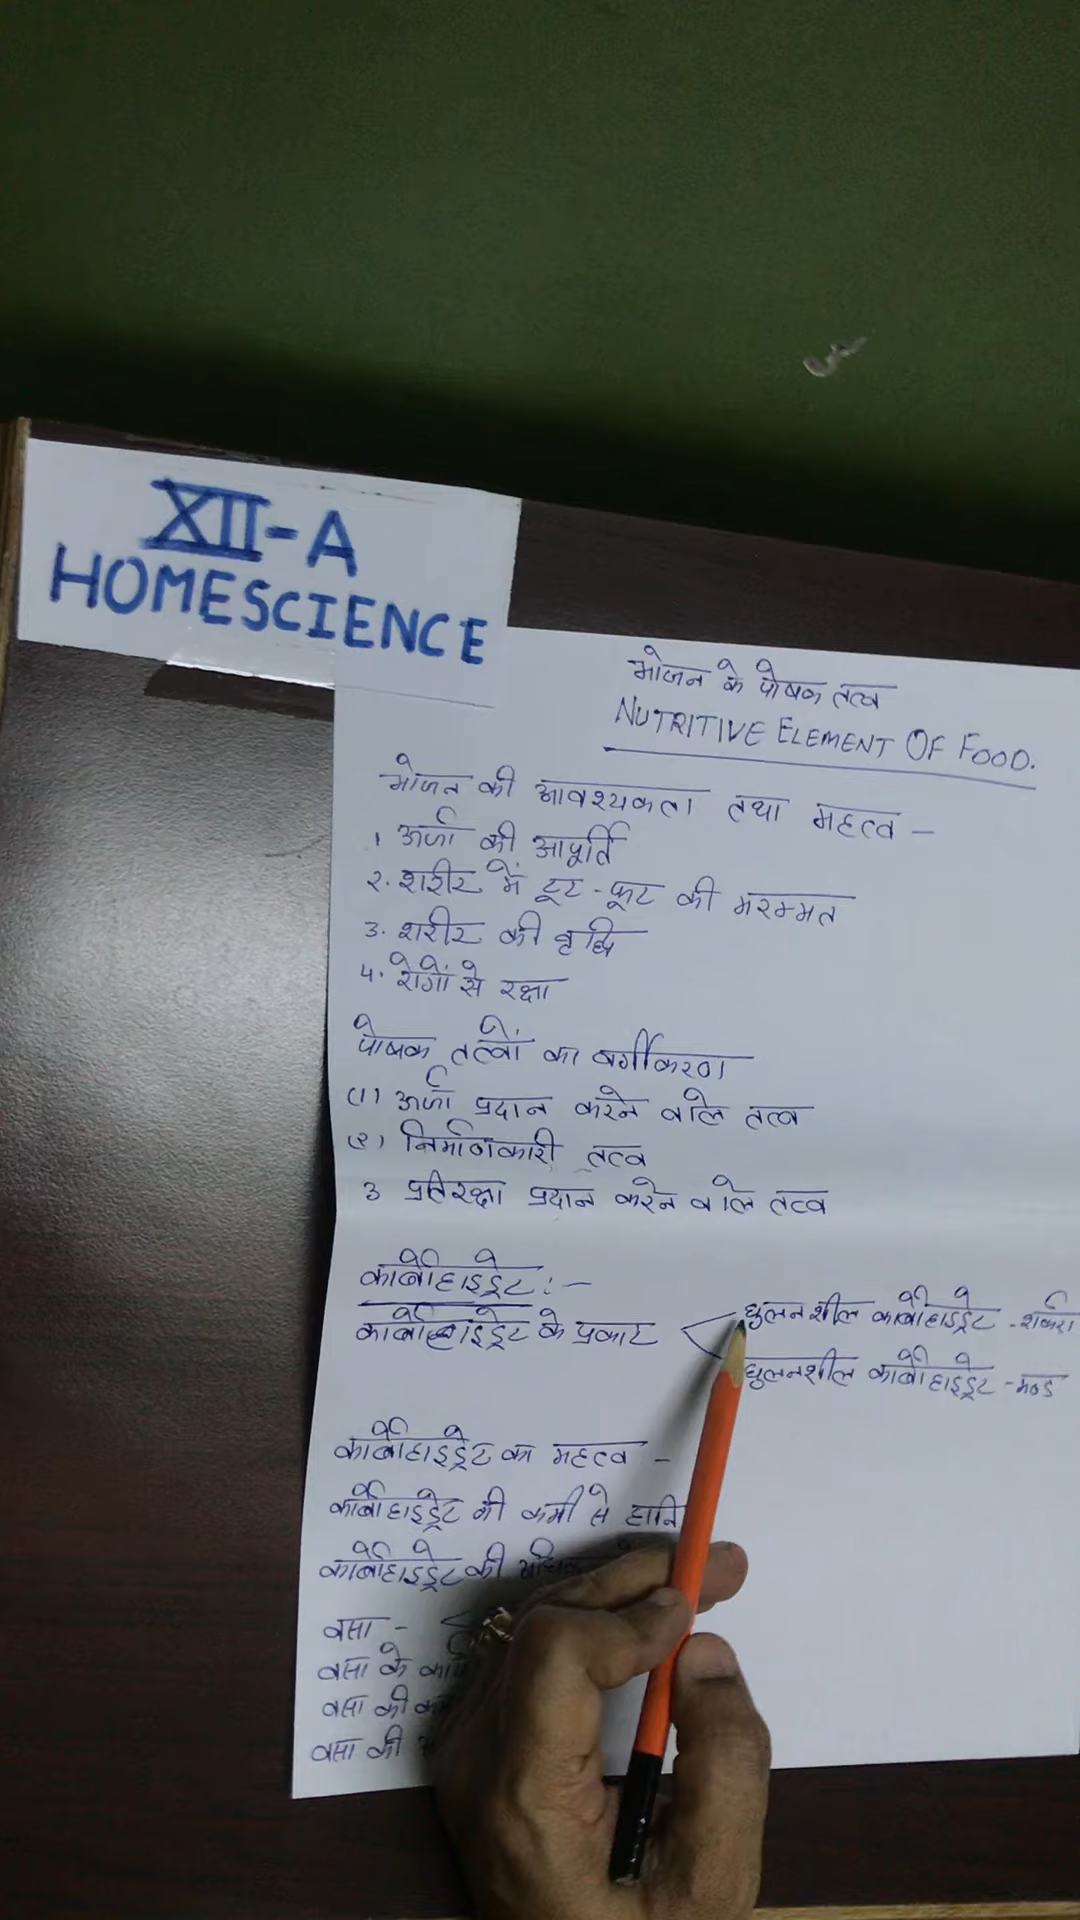 XII-A
HOMESCIENCE
भोजन के पोषक तत्व
NUTRITIVE ELEMENT OF FOOD.
भोजन की आवश्यकता तथा महत्व -
1. ऊर्जा की आपूर्ति
2. शरीर में टूट-फूट की मरम्मत
3. शरीर की वृद्धि
4. रोगों से रक्षा
पोषक तत्वों का वर्गीकरण
(1) ऊर्जा प्रदान करने वाले तत्व
(2) निर्माणकारी तत्व
3 प्रतिरक्षा प्रदान करने वाले तत्व
कार्बोहाइड्रेट :-
कार्बोहाइड्रेट के प्रकार
घुलनशील कार्बोहाइड्रेट - शर्करा
घुलनशील कार्बोहाइड्रेट - मण्ड
कार्बोहाइड्रेट का महत्व -
कार्बोहाइड्रेट की कमी से हानि
कार्बोहाइड्रेट की
वसा -
वसा के
वसा की
वसा की